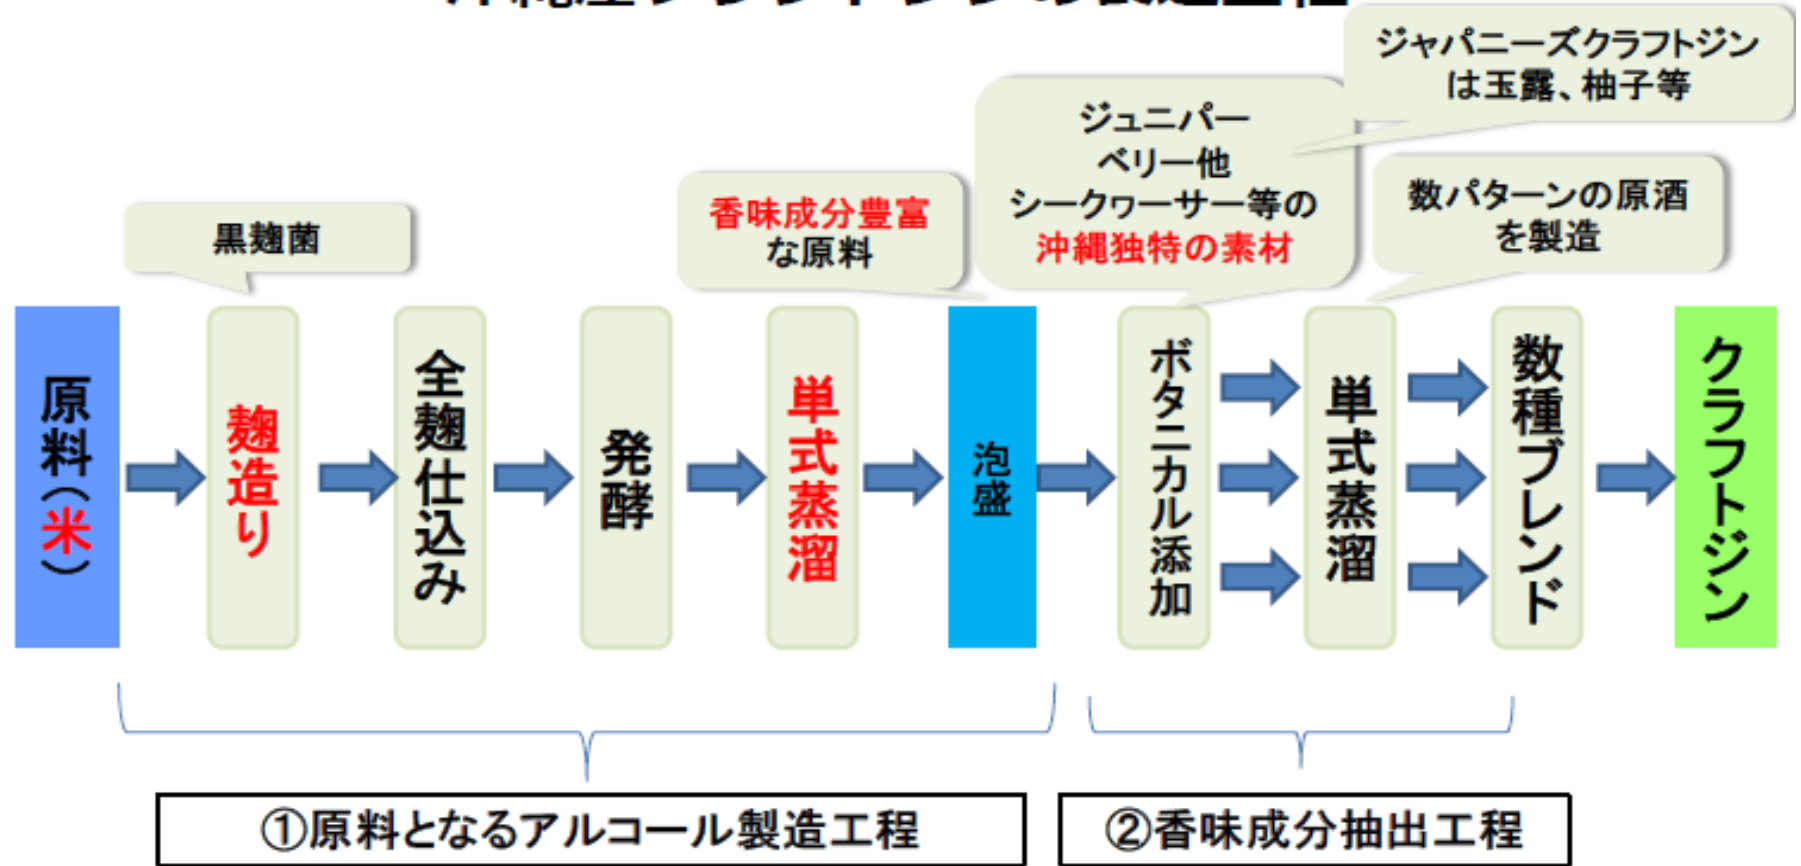 ジャパニーズクラフトジン
は玉露、柚子等
ジュニパー
ベリー他
シークヮーサー等の
沖縄独特の素材
数パターンの原酒
を製造
香味成分豊富
な原料
黒麹菌
原料(米)
麹造り
全麹仕込み
発酵
単式蒸溜
泡盛
ボタニカル添加
単式蒸溜
数種ブレンド
クラフトジン
①原料となるアルコール製造工程
②香味成分抽出工程